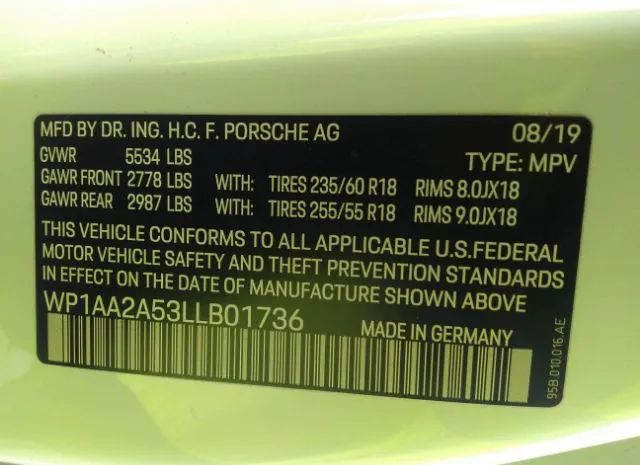 MFD BY DR. ING. H.C. F. PORSCHE AG 08/19
GVWR 5534 LBS TYPE: MPV
GAWR FRONT 2778 LBS WITH: TIRES 235/60 R18 RIMS 8.0JX18
GAWR REAR 2987 LBS WITH: TIRES 255/55 R18 RIMS 9.0JX18
THIS VEHICLE CONFORMS TO ALL APPLICABLE U.S.FEDERAL
MOTOR VEHICLE SAFETY AND THEFT PREVENTION STANDARDS
IN EFFECT ON THE DATE OF MANUFACTURE SHOWN ABOVE
WP1AA2A53LLB01736 MADE IN GERMANY
95B.010.016.AE